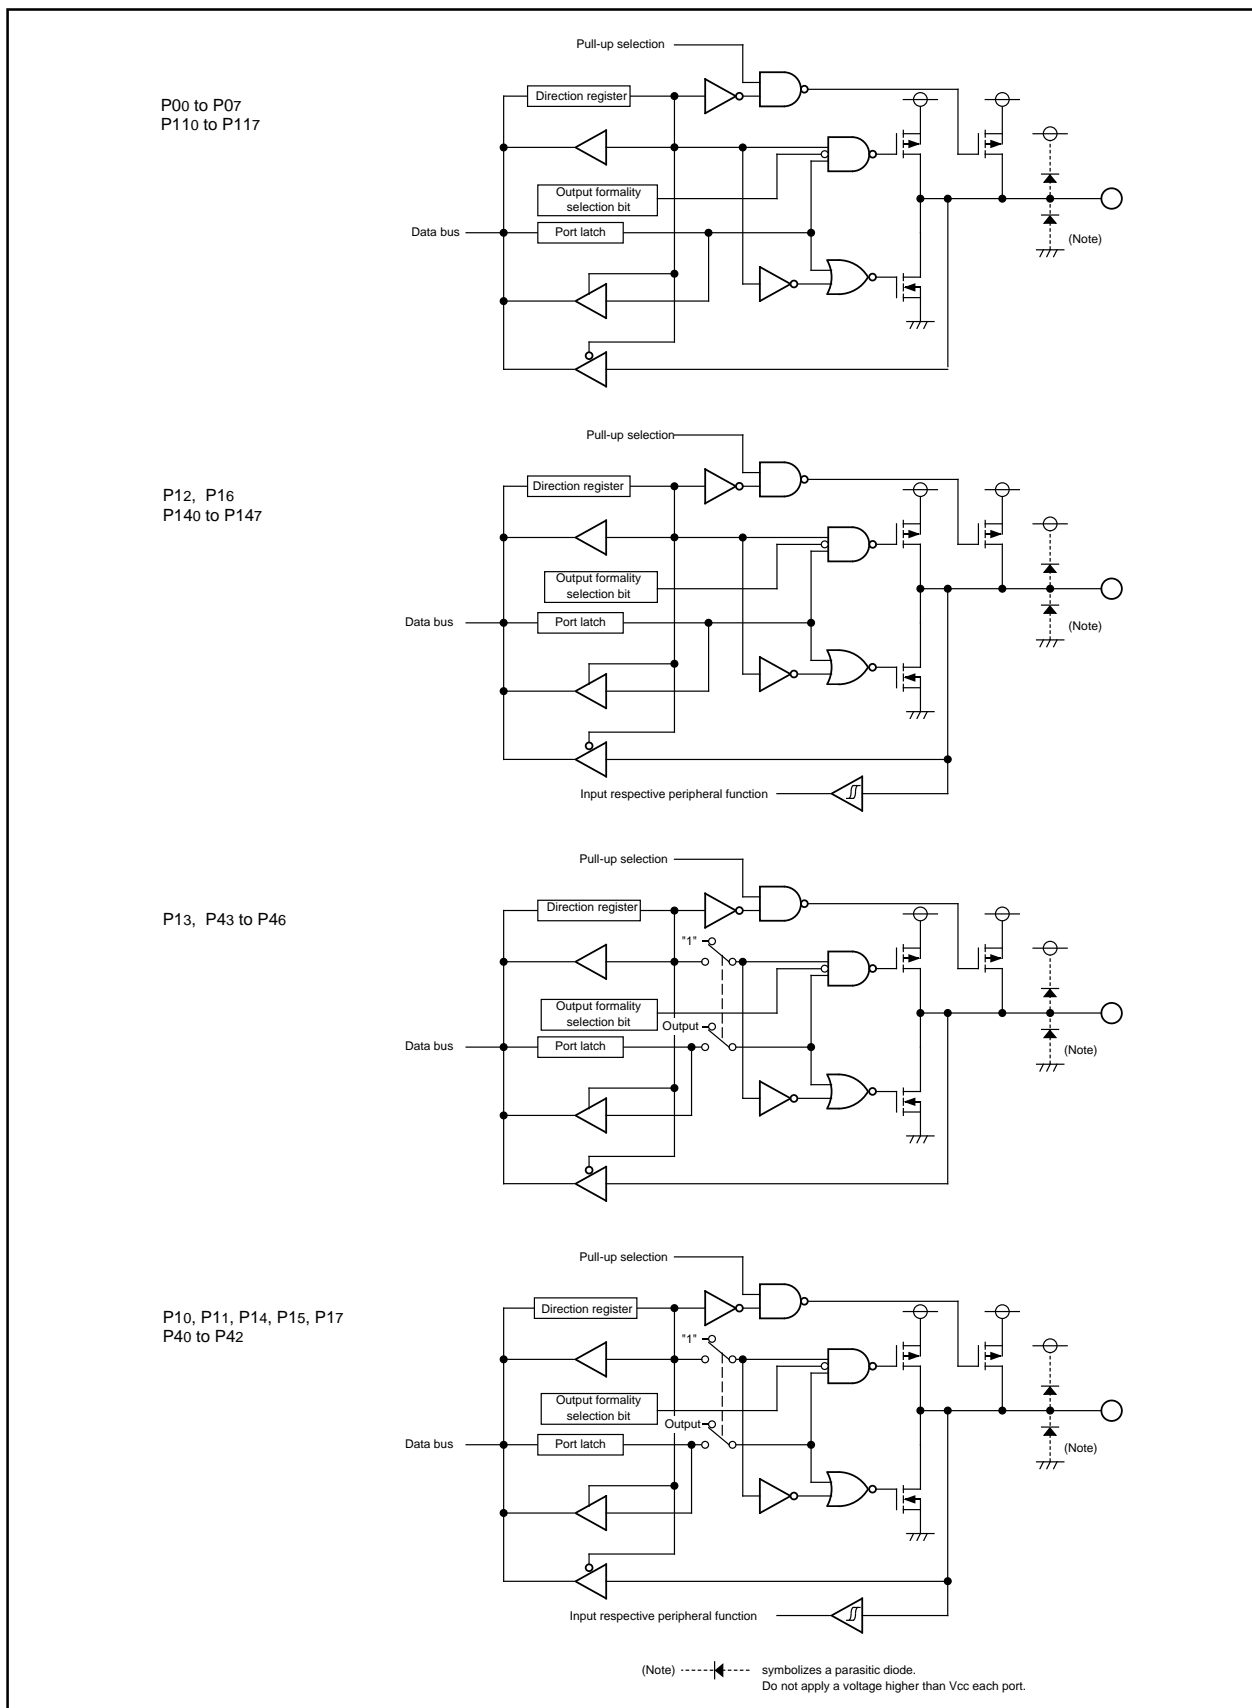 Pull-up selection
P00 to P07
P110 to P117
Direction register
Output formality
selection bit
Data bus
Port latch
(Note)
Pull-up selection
P12, P16
P140 to P147
Direction register
Output formality
selection bit
Data bus
Port latch
(Note)
Input respective peripheral function
Pull-up selection
P13, P43 to P46
Direction register
"1"
Output formality
selection bit
Output
Data bus
Port latch
(Note)
Pull-up selection
P10, P11, P14, P15, P17
P40 to P42
Direction register
"1"
Output formality
selection bit
Output
Data bus
Port latch
(Note)
Input respective peripheral function
(Note) symbolizes a parasitic diode.
Do not apply a voltage higher than Vcc each port.